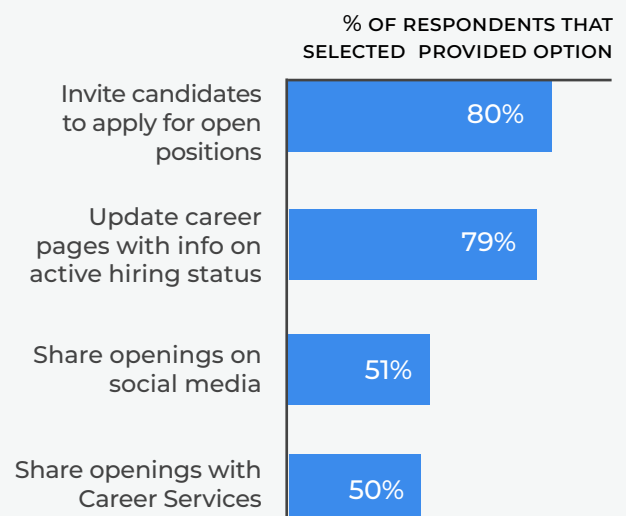 % OF RESPONDENTS THAT
SELECTED PROVIDED OPTION
Invite candidates
to apply for open
positions
80%
Update career
pages with info on
active hiring status
79%
Share openings on
social media
51%
Share openings with
Career Services
50%